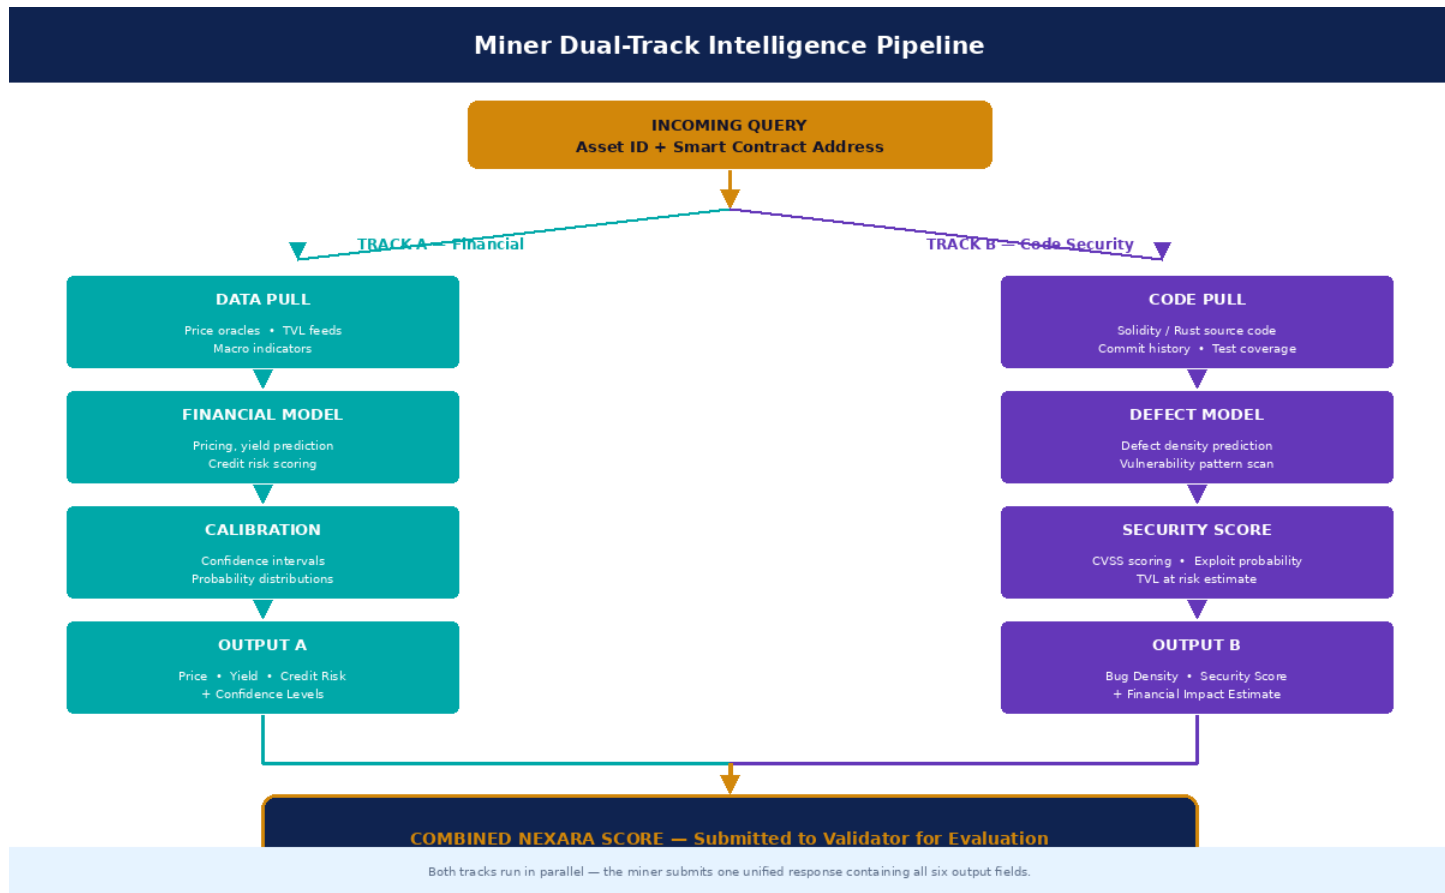 Miner Dual-Track Intelligence Pipeline
INCOMING QUERY
Asset ID + Smart Contract Address
TRACK A — Financial
TRACK B — Code Security
DATA PULL
Price oracles • TVL feeds
Macro indicators
CODE PULL
Solidity / Rust source code
Commit history • Test coverage
FINANCIAL MODEL
Pricing, yield prediction
Credit risk scoring
DEFECT MODEL
Defect density prediction
Vulnerability pattern scan
CALIBRATION
Confidence intervals
Probability distributions
SECURITY SCORE
CVSS scoring • Exploit probability
TVL at risk estimate
OUTPUT A
Price • Yield • Credit Risk
+ Confidence Levels
OUTPUT B
Bug Density • Security Score
+ Financial Impact Estimate
COMBINED NEXARA SCORE — Submitted to Validator for Evaluation
Both tracks run in parallel — the miner submits one unified response containing all six output fields.